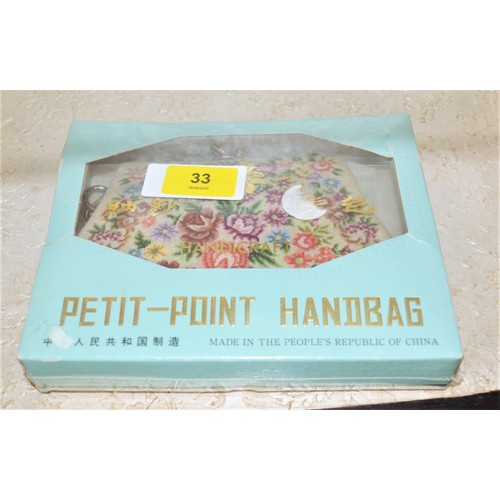 33
HANDICRAFT
PETIT-POINT HANDBAG
人民共和国制造
MADE IN THE PEOPLE'S REPUBLIC OF CHINA